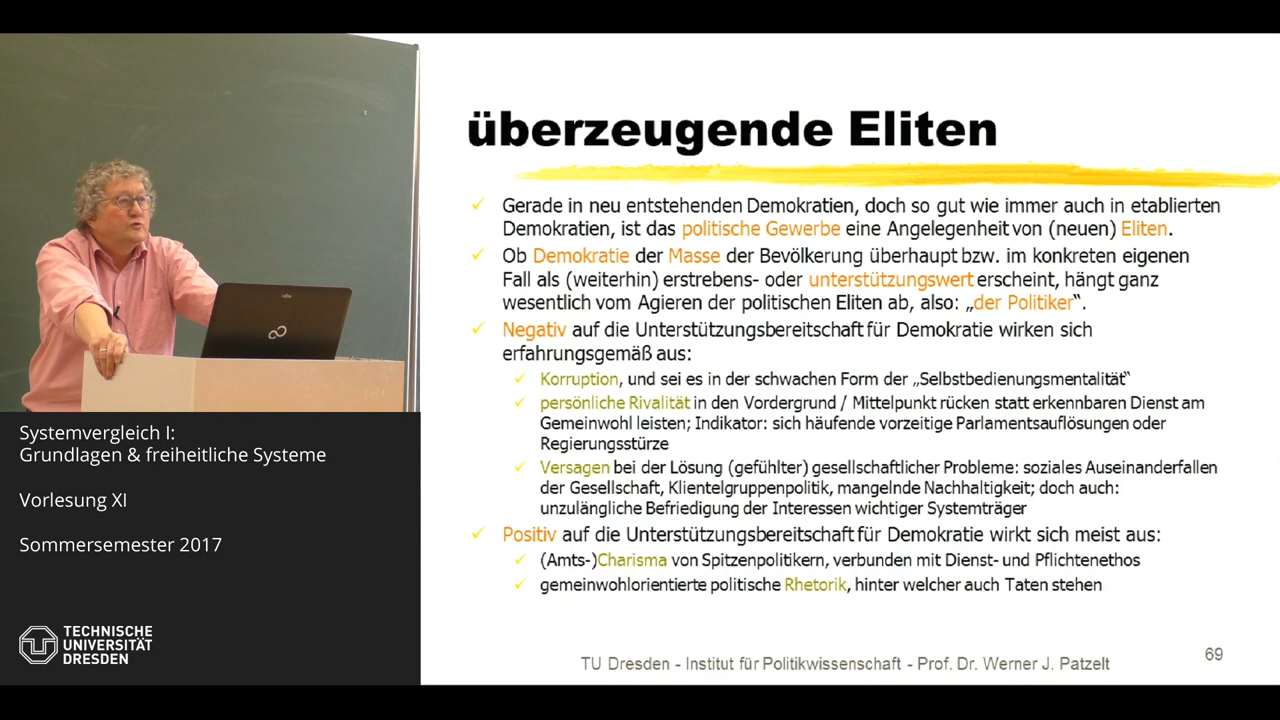 überzeugende Eliten
Gerade in neu entstehenden Demokratien, doch so gut wie immer auch in etablierten
Demokratien, ist das politische Gewerbe eine Angelegenheit von (neuen) Eliten.
Ob Demokratie der Masse der Bevölkerung überhaupt bzw. im konkreten eigenen
Fall als (weiterhin) erstrebens- oder unterstützungswert erscheint, hängt ganz
wesentlich vom Agieren der politischen Eliten ab, also: „der Politiker“.
Negativ auf die Unterstützungsbereitschaft für Demokratie wirken sich
erfahrungsgemäß aus:
Korruption, und sei es in der schwachen Form der „Selbstbedienungsmentalität“
persönliche Rivalität in den Vordergrund / Mittelpunkt rücken statt erkennbaren Dienst am
Gemeinwohl leisten; Indikator: sich häufende vorzeitige Parlamentsauflösungen oder
Regierungsstürze
Versagen bei der Lösung (gefühlter) gesellschaftlicher Probleme: soziales Auseinanderfallen
der Gesellschaft, Klientelgruppenpolitik, mangelnde Nachhaltigkeit; doch auch:
unzulängliche Befriedigung der Interessen wichtiger Systemträger
Positiv auf die Unterstützungsbereitschaft für Demokratie wirkt sich meist aus:
(Amts-)Charisma von Spitzenpolitikern, verbunden mit Dienst- und Pflichtenethos
gemeinwohlorientierte politische Rhetorik, hinter welcher auch Taten stehen
TU Dresden - Institut für Politikwissenschaft - Prof. Dr. Werner J. Patzelt
69
Systemvergleich I:
Grundlagen & freiheitliche Systeme
Vorlesung XI
Sommersemester 2017
TECHNISCHE
UNIVERSITÄT
DRESDEN